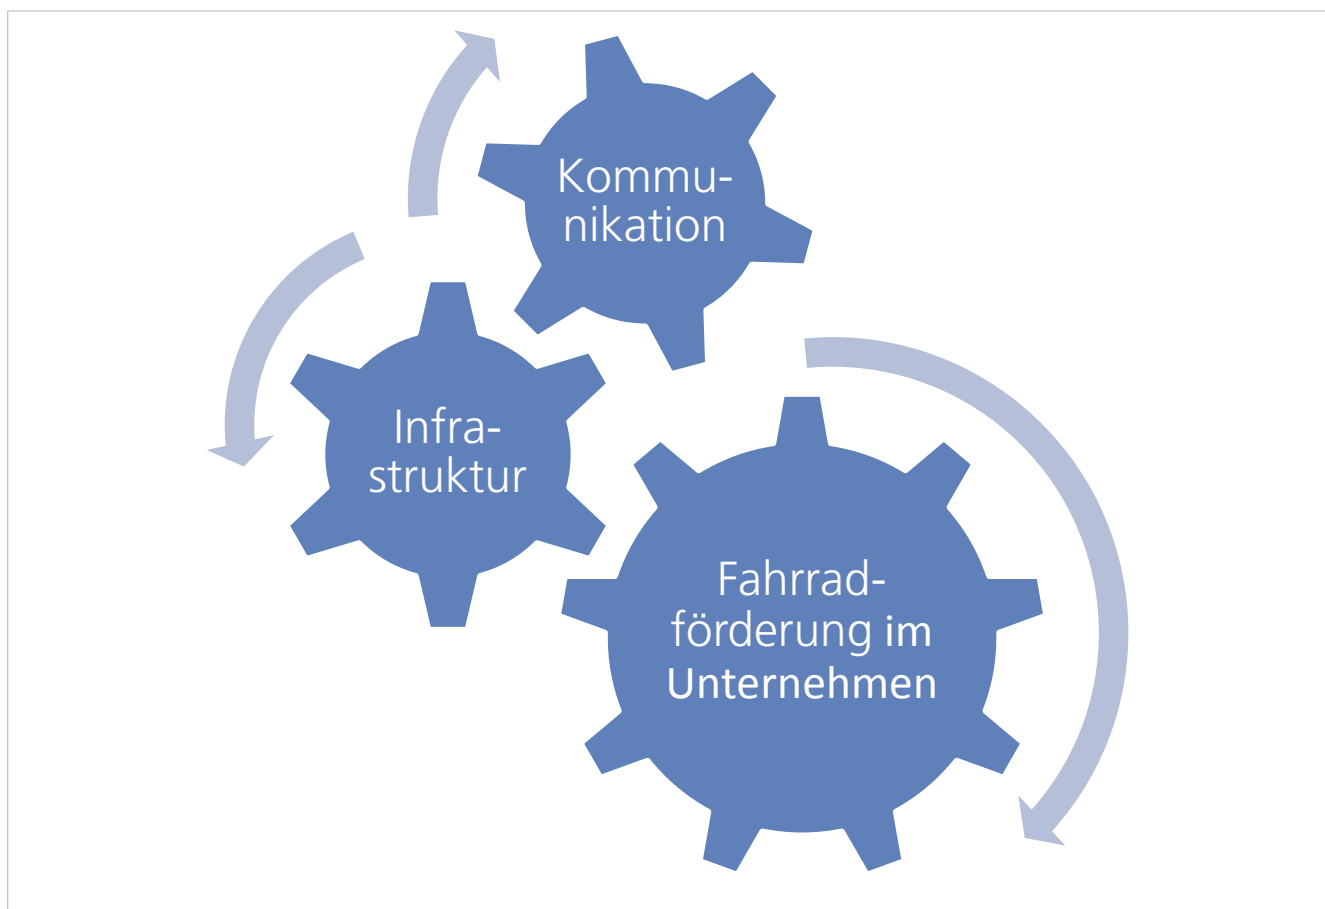 Kommu-
nikation
Infra-
struktur
Fahrrad-
förderung im
Unternehmen